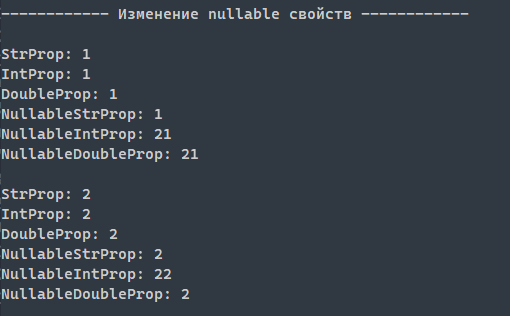 ------------ Изменение nullable свойств ------------
StrProp: 1
IntProp: 1
DoubleProp: 1
NullableStrProp: 1
NullableIntProp: 21
NullableDoubleProp: 21
StrProp: 2
IntProp: 2
DoubleProp: 2
NullableStrProp: 2
NullableIntProp: 22
NullableDoubleProp: 2